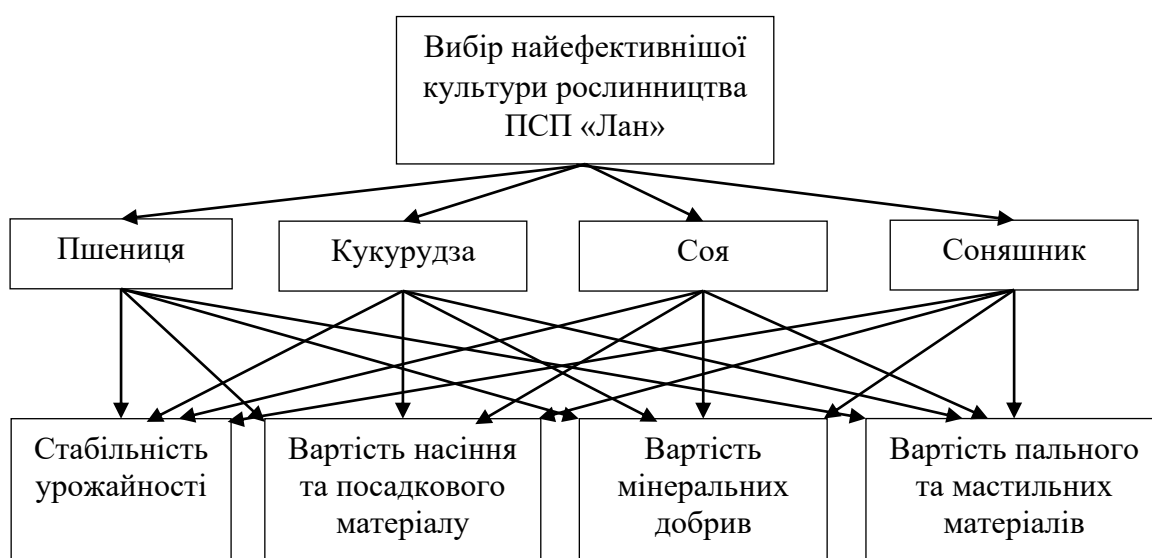 Вибір найефективнішої
культури рослинництва
ПСП «Лан»
Пшениця
Кукурудза
Соя
Соняшник
Стабільність
урожайності
Вартість насіння
та посадкового
матеріалу
Вартість
мінеральних
добрив
Вартість пального
та мастильних
матеріалів